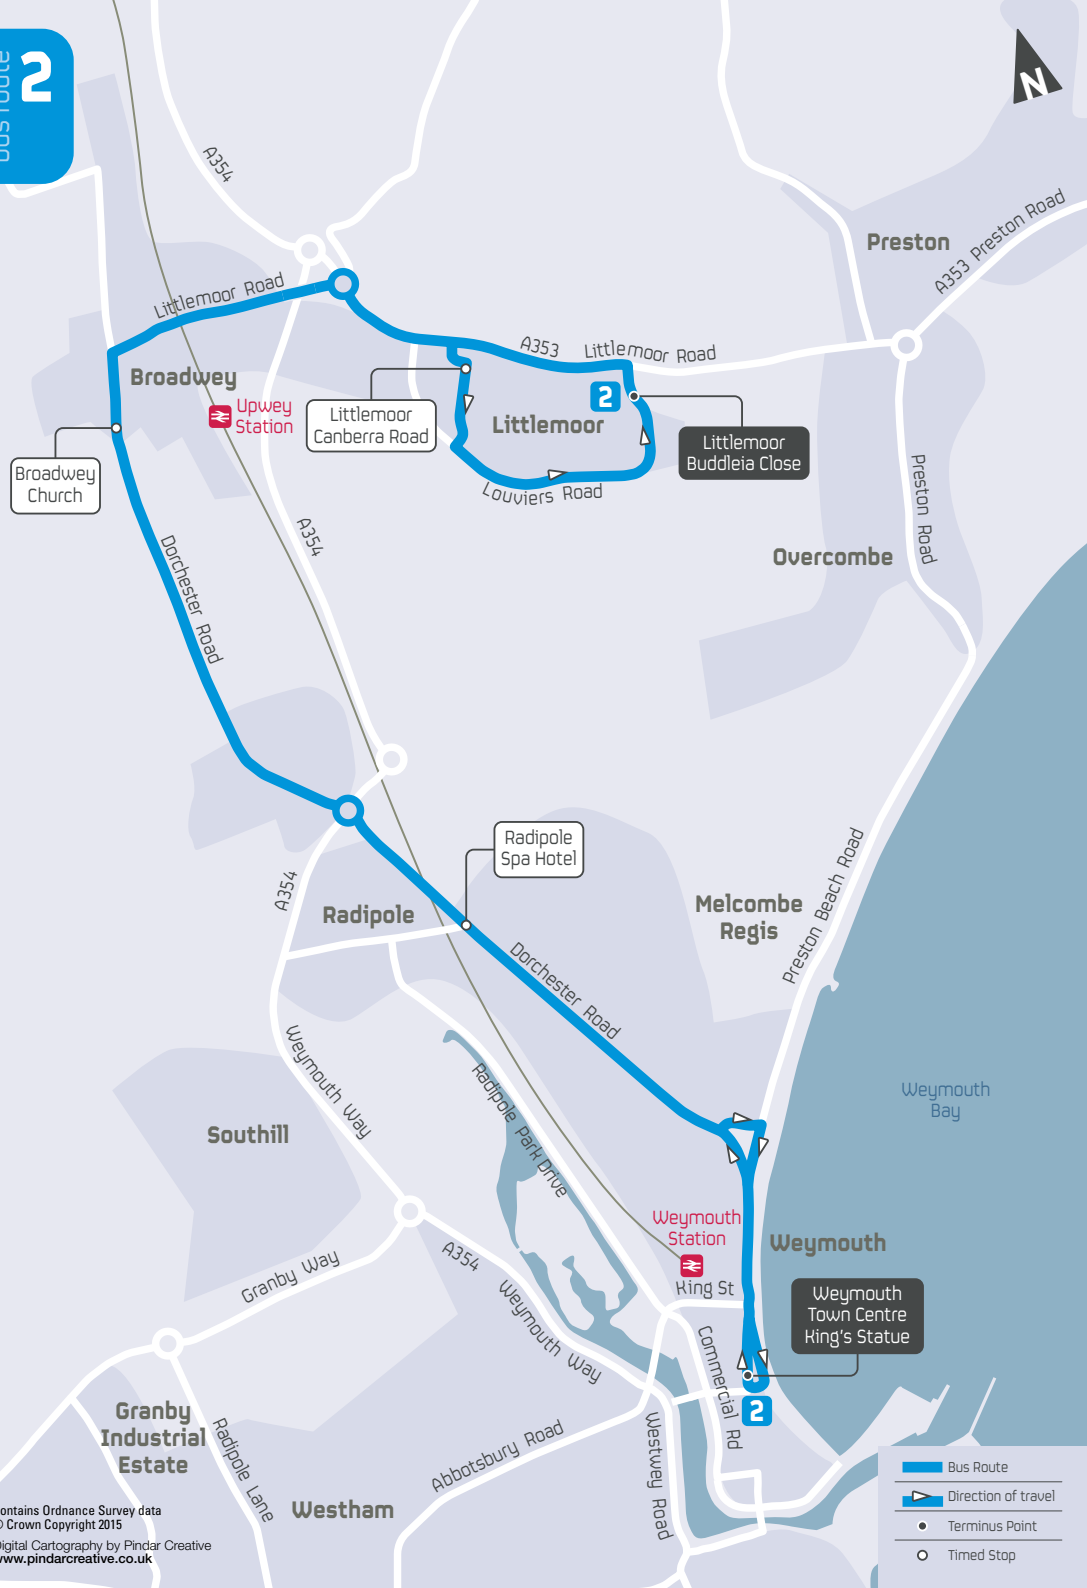 bus route
2
N
A354
Preston
A353 Preston Road
Littlemoor Road
A353
Littlemoor Road
Broadwey
Upwey
Station
Littlemoor
Canberra Road
2
Littlemoor
Littlemoor
Buddleia Close
Broadwey
Church
Louviers Road
Preston Road
A354
Dorchester Road
Overcombe
Radipole
Spa Hotel
A354
Radipole
Melcombe
Regis
Preston Beach Road
Dorchester Road
Weymouth Way
Radipole Park Drive
Weymouth
Bay
Southill
Weymouth
Station
Weymouth
King St
Granby Way
A354
Weymouth Way
Weymouth
Town Centre
King's Statue
Commercial Rd
2
Granby
Industrial
Estate
Radipole Lane
Abbotsbury Road
Westwey Road
Westham
ontains Ordnance Survey data
© Crown Copyright 2015
igital Cartography by Pindar Creative
www.pindarcreative.co.uk
Bus Route
Direction of travel
Terminus Point
Timed Stop